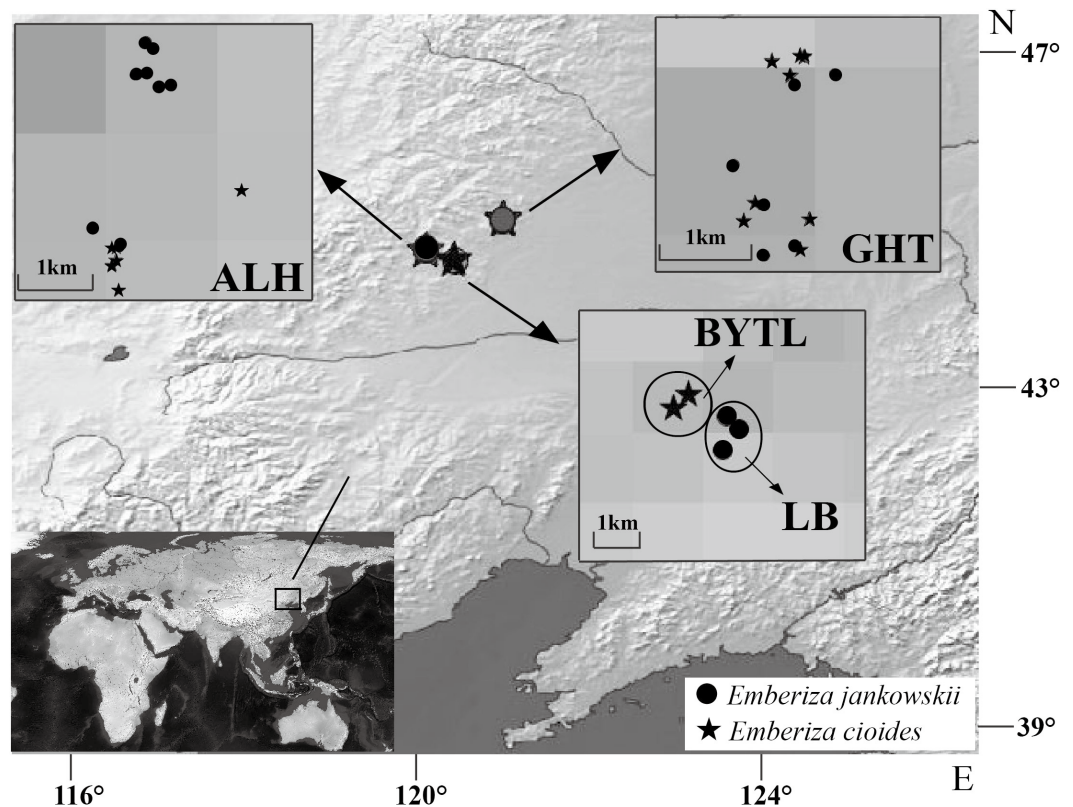 N
47°
1km
ALH
1km
GHT
BYTL
43°
LB
1km
Emberiza jankowskii
Emberiza cioides
39°
E
116°
120°
124°